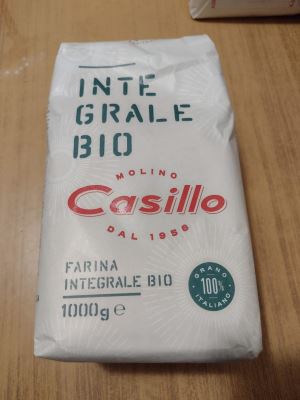 INTE
GRALE
BIO
MOLINO
Casillo
DAL 1958
FARINA
INTEGRALE BIO
1000g e
GRANO
100%
ITALIANO